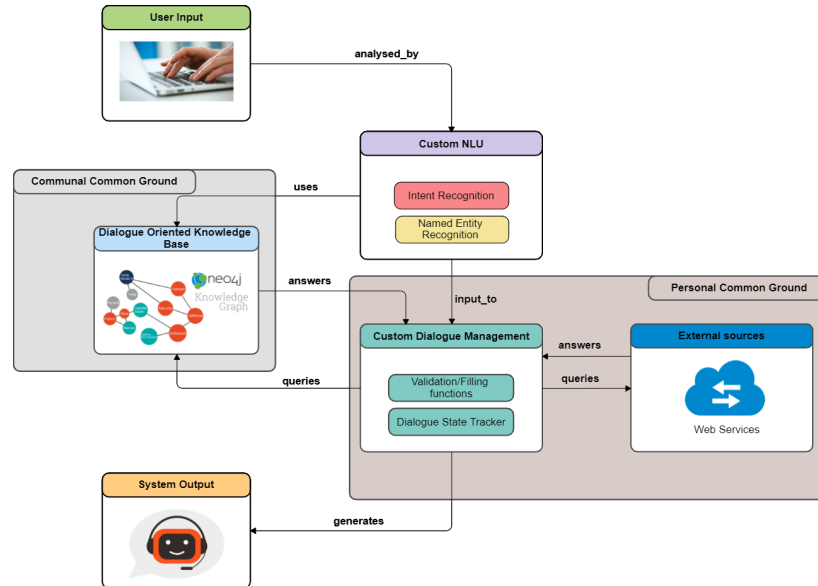 User Input
analysed_by
Custom NLU
Intent Recognition
Named Entity
Recognition
Communal Common Ground
uses
Dialogue Oriented Knowledge
Base
neo4j
Knowledge
Graph
answers
input_to
Personal Common Ground
Custom Dialogue Management
Validation/Filling
functions
Dialogue State Tracker
answers
queries
External sources
Web Services
queries
System Output
generates